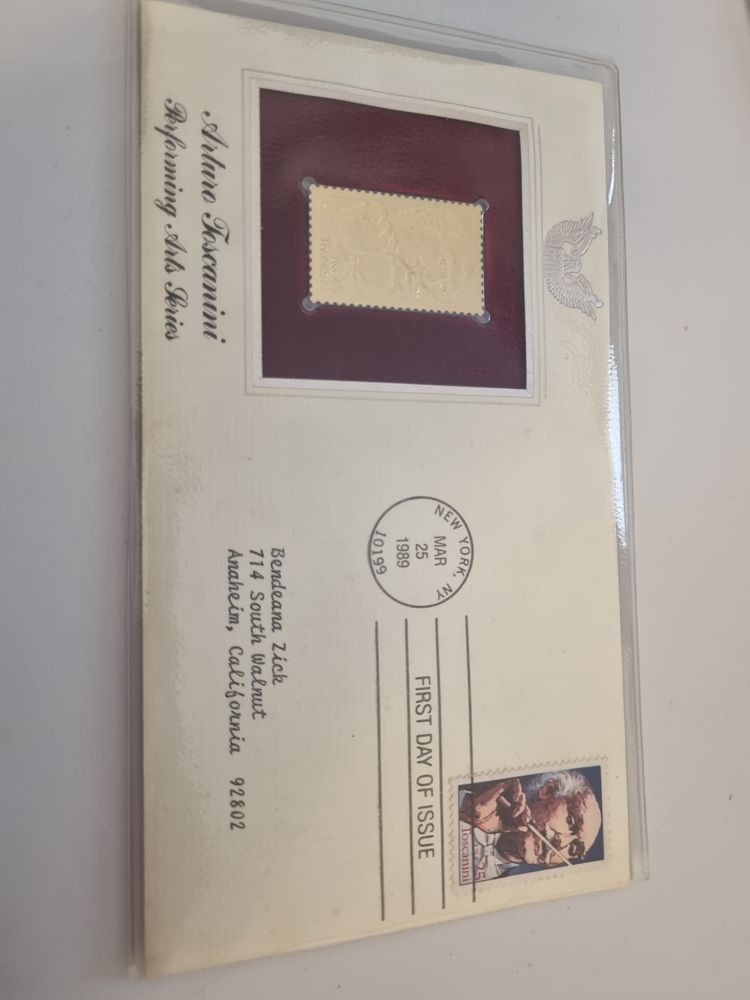 Arturo Toscanini
Performing Arts Series
NEW YORK, NY
MAR
25
1989
10199
FIRST DAY OF ISSUE
Toscanini
Bendeana Zick
714 South Walnut
Anaheim, California 92802